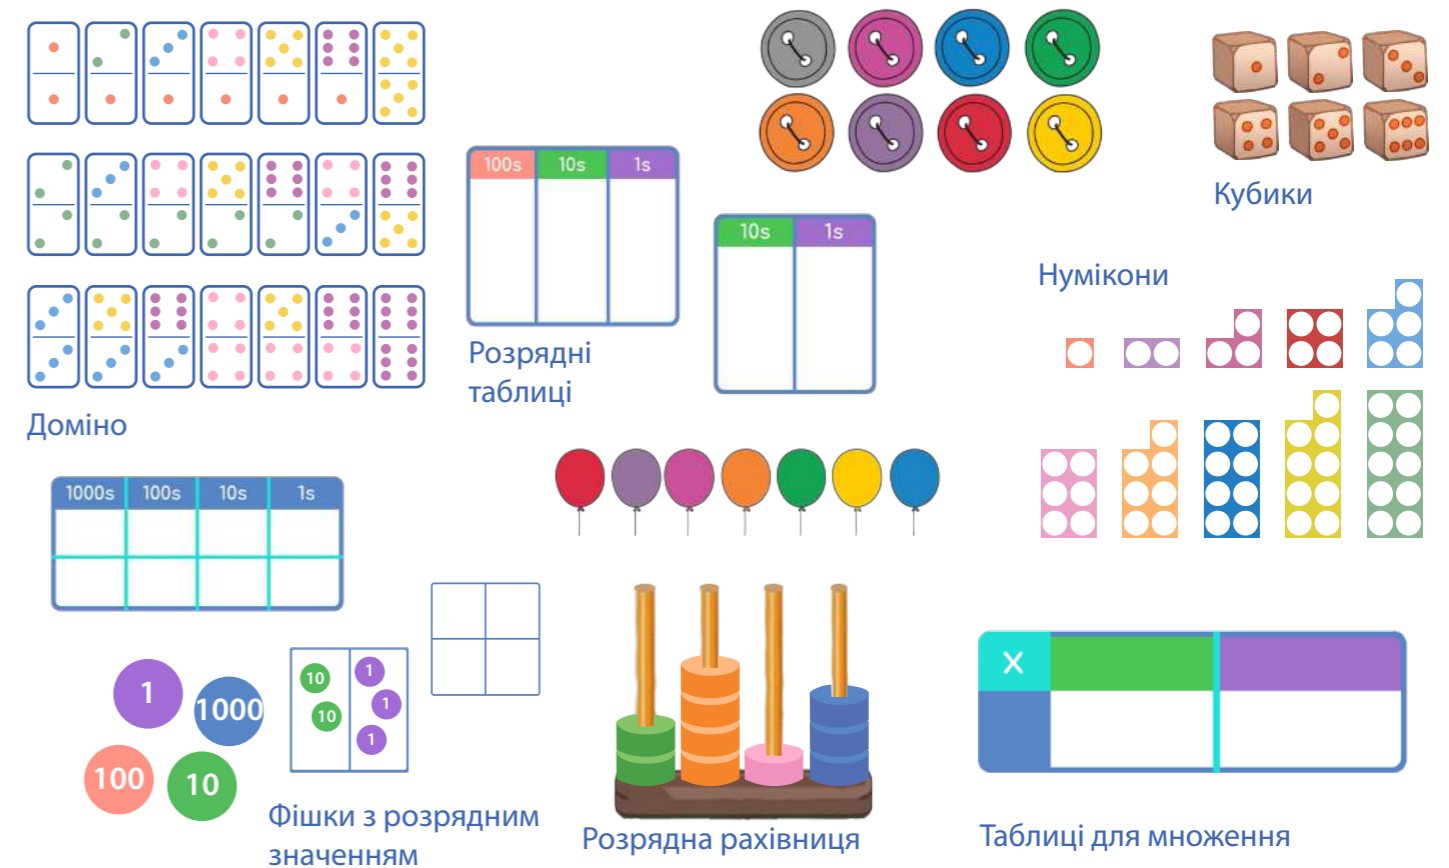 100s 10s 1s
10s 1s
Кубики
Нумікони
Розрядні
таблиці
Доміно
1000s 100s 10s 1s
1
1000
100
10
10
10
1
1
1
Фішки з розрядним
значенням
Розрядна рахівниця
X
Таблиці для множення